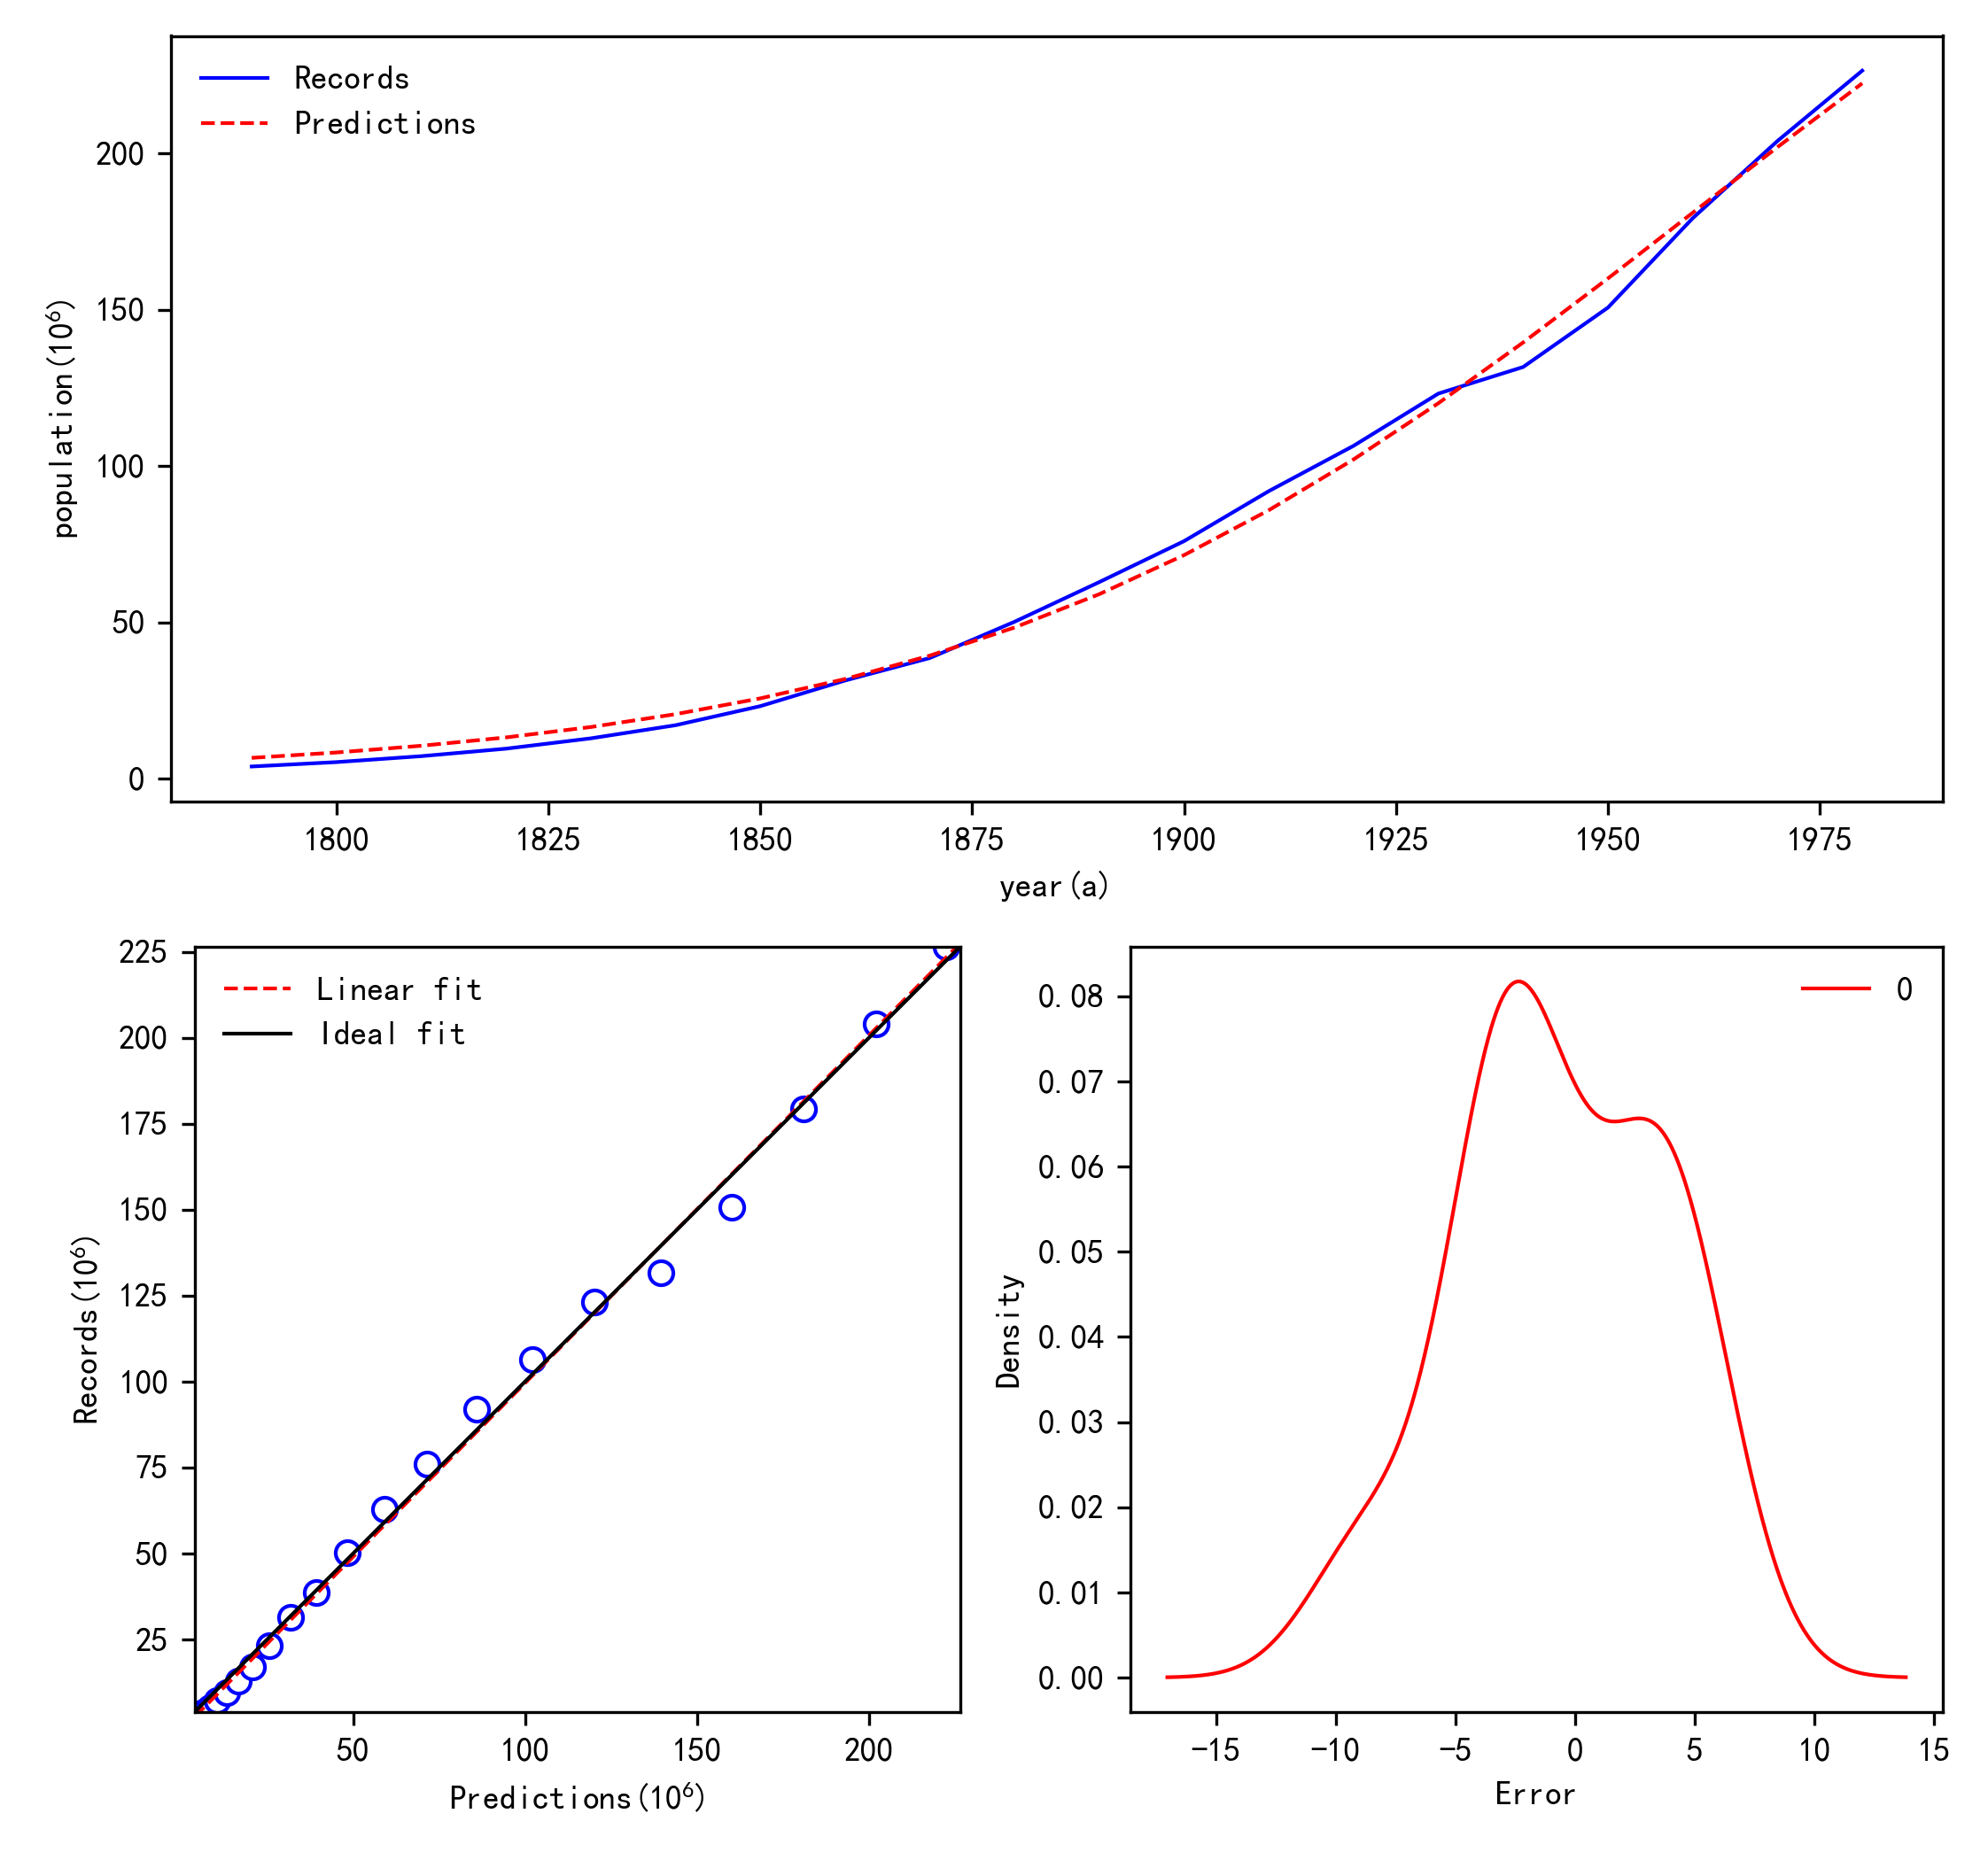 Records
Predictions
200
150
100
50
0
population(10⁶)
1800 1825 1850 1875 1900 1925 1950 1975
year(a)
Linear fit
Ideal fit
225
200
175
150
125
100
75
50
25
Records(10⁶)
50 100 150 200
Predictions(10⁶)
0
0.08
0.07
0.06
0.05
0.04
0.03
0.02
0.01
0.00
Density
−15 −10 −5 0 5 10 15
Error